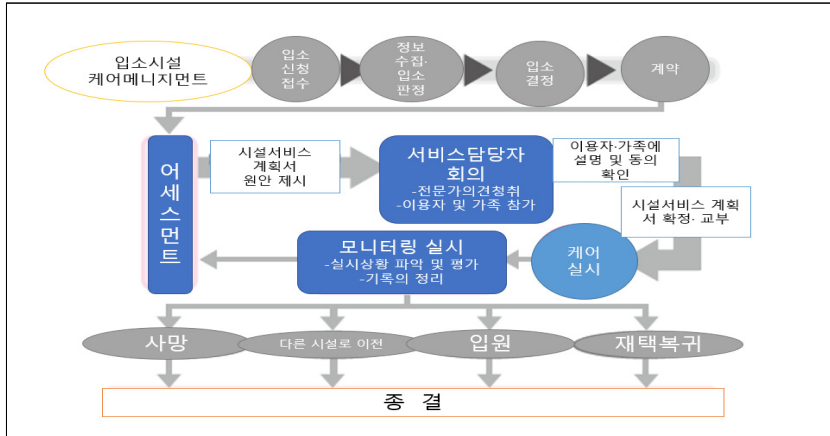 입소시설
케어메니지먼트
입소
신청
접수
정보
수집·
입소
판정
입소
결정
계약
어세스먼트
시설서비스
계획서
원안 제시
서비스담당자
회의
-전문가의견청취
-이용자 및 가족 참가
이용자·가족에
설명 및 동의
확인
시설서비스 계획
서 확정· 교부
케어
실시
모니터링 실시
-실시상황 파악 및 평가
-기록의 정리
사망
다른 시설로 이전
입원
재택복귀
종 결